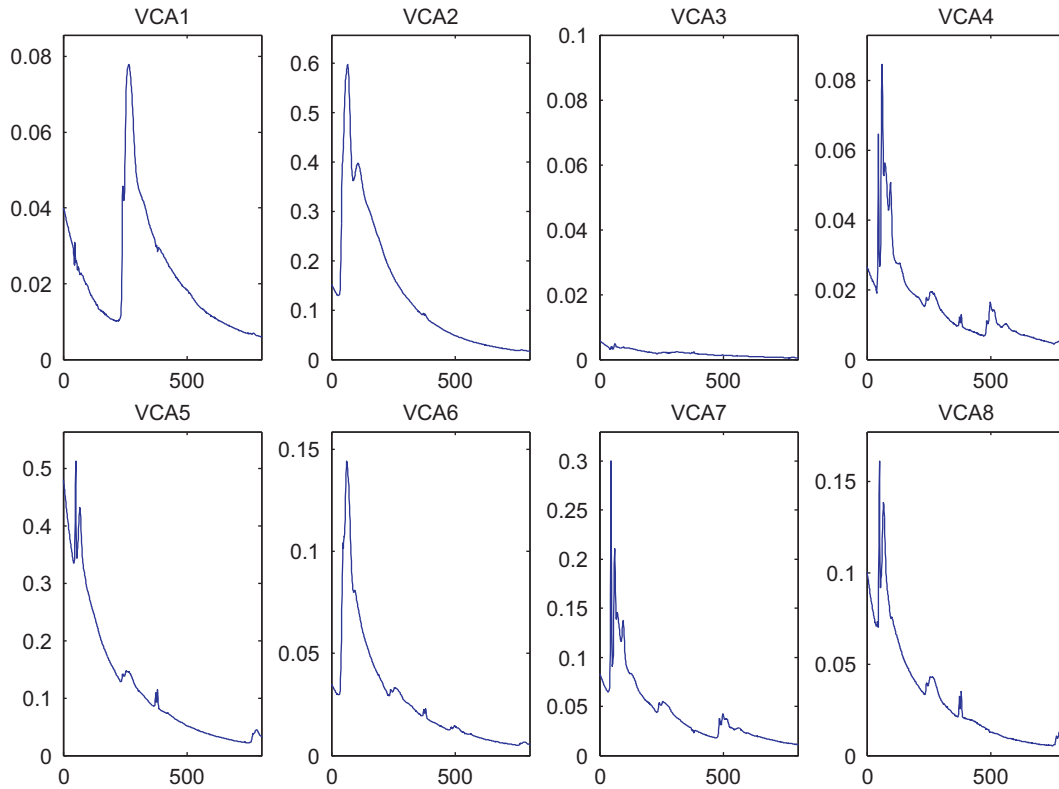 VCA1 VCA2 VCA3 VCA4
0.08 0.6 0.1 0.08
0.5 0.08
0.06 0.4 0.06 0.06
0.04 0.3 0.04 0.04
0.2
0.02 0.1 0.02 0.02
0 0 0 0
0 500 0 500 0 500 0 500
VCA5 VCA6 VCA7 VCA8
0.5 0.15 0.3 0.15
0.4 0.25
0.3 0.1 0.2 0.1
0.2 0.15
0.1 0.05 0.1 0.05
0.05
0 0 0 0
0 500 0 500 0 500 0 500